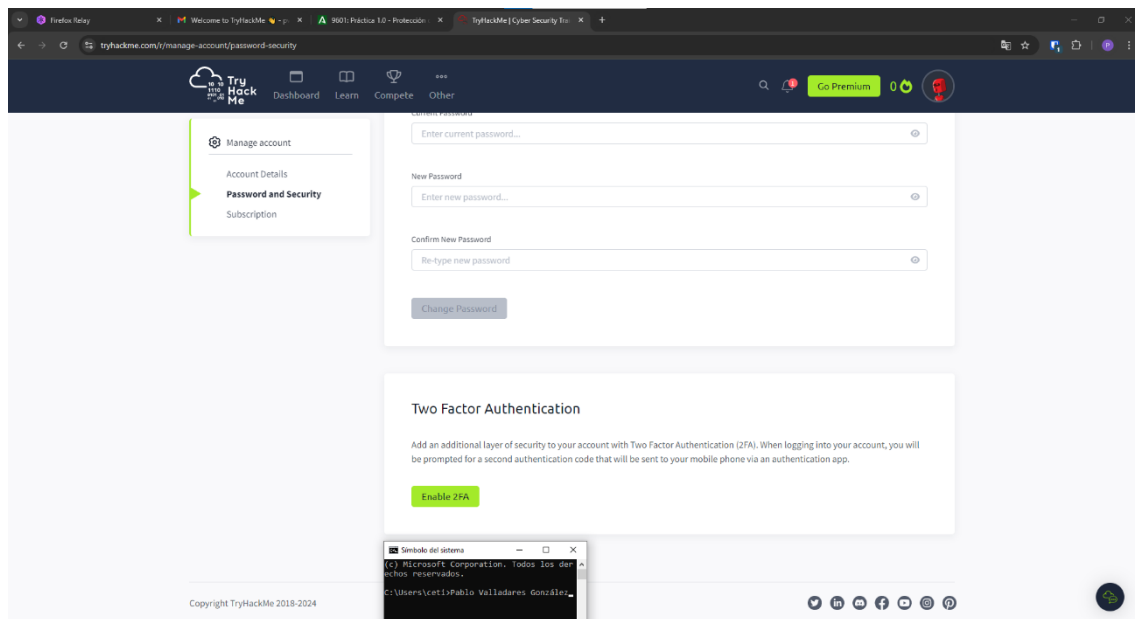 Firefox Relay
Welcome to TryHackMe
9601: Práctica 1.0 - Protección
TryHackMe | Cyber Security Trai
tryhackme.com/r/manage-account/password-security
Try
Hack
Me
Dashboard
Learn
Compete
Other
Go Premium
0
P
Manage account
Account Details
Password and Security
Subscription
Current Password
Enter current password...
New Password
Enter new password...
Confirm New Password
Re-type new password
Change Password
Two Factor Authentication
Add an additional layer of security to your account with Two Factor Authentication (2FA). When logging into your account, you will
be prompted for a second authentication code that will be sent to your mobile phone via an authentication app.
Enable 2FA
Símbolo del sistema
(c) Microsoft Corporation. Todos los der
echos reservados.
C:\Users\ceti>Pablo Valladares González
Copyright TryHackMe 2018-2024